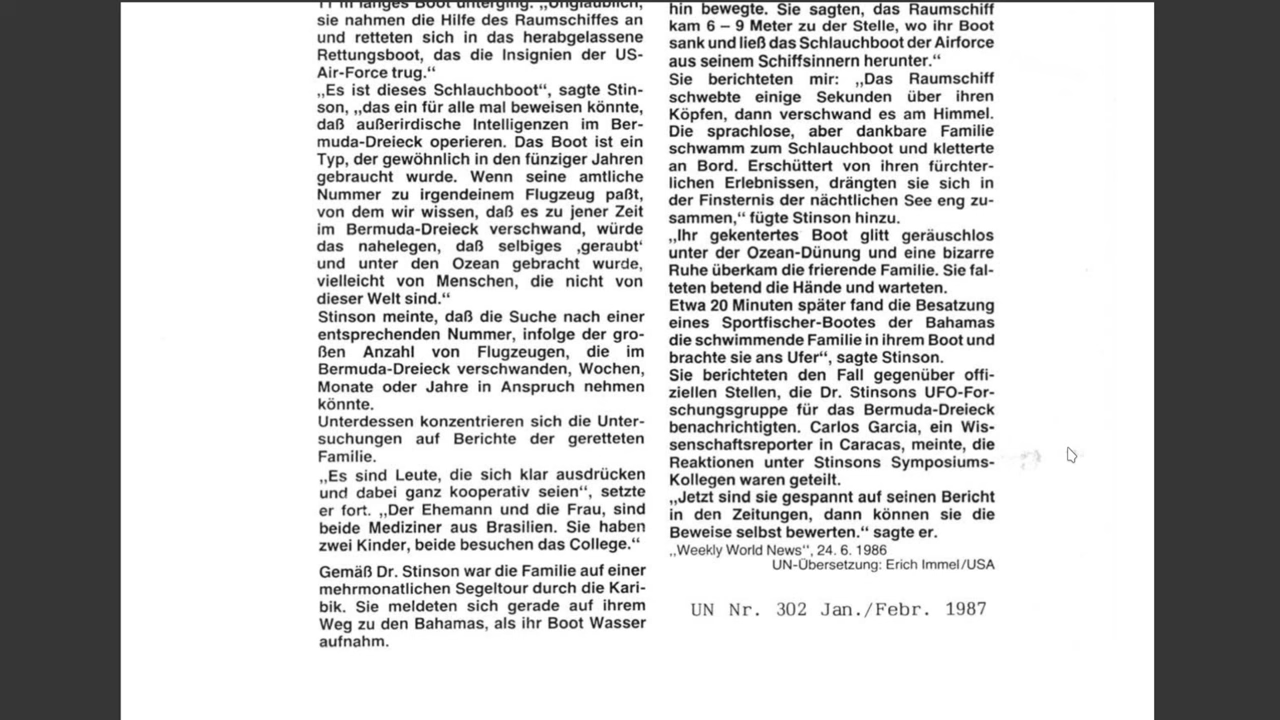 11 m langes Boot unterging. „Unglaublich,
sie nahmen die Hilfe des Raumschiffes an
und retteten sich in das herabgelassene
Rettungsboot, das die Insignien der US-
Air-Force trug.“
„Es ist dieses Schlauchboot“, sagte Stin-
son, „das ein für alle mal beweisen könnte,
daß außerirdische Intelligenzen im Ber-
muda-Dreieck operieren. Das Boot ist ein
Typ, der gewöhnlich in den fünziger Jahren
gebraucht wurde. Wenn seine amtliche
Nummer zu irgendeinem Flugzeug paßt,
von dem wir wissen, daß es zu jener Zeit
im Bermuda-Dreieck verschwand, würde
das nahelegen, daß selbiges ‚geraubt‘
und unter den Ozean gebracht wurde,
vielleicht von Menschen, die nicht von
dieser Welt sind.“
Stinson meinte, daß die Suche nach einer
entsprechenden Nummer, infolge der gro-
ßen Anzahl von Flugzeugen, die im
Bermuda-Dreieck verschwanden, Wochen,
Monate oder Jahre in Anspruch nehmen
könnte.
Unterdessen konzentrieren sich die Unter-
suchungen auf Berichte der geretteten
Familie.
„Es sind Leute, die sich klar ausdrücken
und dabei ganz kooperativ seien“, setzte
er fort. „Der Ehemann und die Frau, sind
beide Mediziner aus Brasilien. Sie haben
zwei Kinder, beide besuchen das College.“
Gemäß Dr. Stinson war die Familie auf einer
mehrmonatlichen Segeltour durch die Kari-
bik. Sie meldeten sich gerade auf ihrem
Weg zu den Bahamas, als ihr Boot Wasser
aufnahm.
hin bewegte. Sie sagten, das Raumschiff
kam 6 – 9 Meter zu der Stelle, wo ihr Boot
sank und ließ das Schlauchboot der Airforce
aus seinem Schiffsinnern herunter.“
Sie berichteten mir: „Das Raumschiff
schwebte einige Sekunden über ihren
Köpfen, dann verschwand es am Himmel.
Die sprachlose, aber dankbare Familie
schwamm zum Schlauchboot und kletterte
an Bord. Erschüttert von ihren fürchter-
lichen Erlebnissen, drängten sie sich in
der Finsternis der nächtlichen See eng zu-
sammen,“ fügte Stinson hinzu.
„Ihr gekentertes Boot glitt geräuschlos
unter der Ozean-Dünung und eine bizarre
Ruhe überkam die frierende Familie. Sie fal-
teten betend die Hände und warteten.
Etwa 20 Minuten später fand die Besatzung
eines Sportfischer-Bootes der Bahamas
die schwimmende Familie in ihrem Boot und
brachte sie ans Ufer“, sagte Stinson.
Sie berichteten den Fall gegenüber offi-
ziellen Stellen, die Dr. Stinsons UFO-For-
schungsgruppe für das Bermuda-Dreieck
benachrichtigten. Carlos Garcia, ein Wis-
senschaftsreporter in Caracas, meinte, die
Reaktionen unter Stinsons Symposiums-
Kollegen waren geteilt.
„Jetzt sind sie gespannt auf seinen Bericht
in den Zeitungen, dann können sie die
Beweise selbst bewerten.“ sagte er.
„Weekly World News“, 24. 6. 1986
UN-Übersetzung: Erich Immel/USA
UN Nr. 302 Jan./Febr. 1987